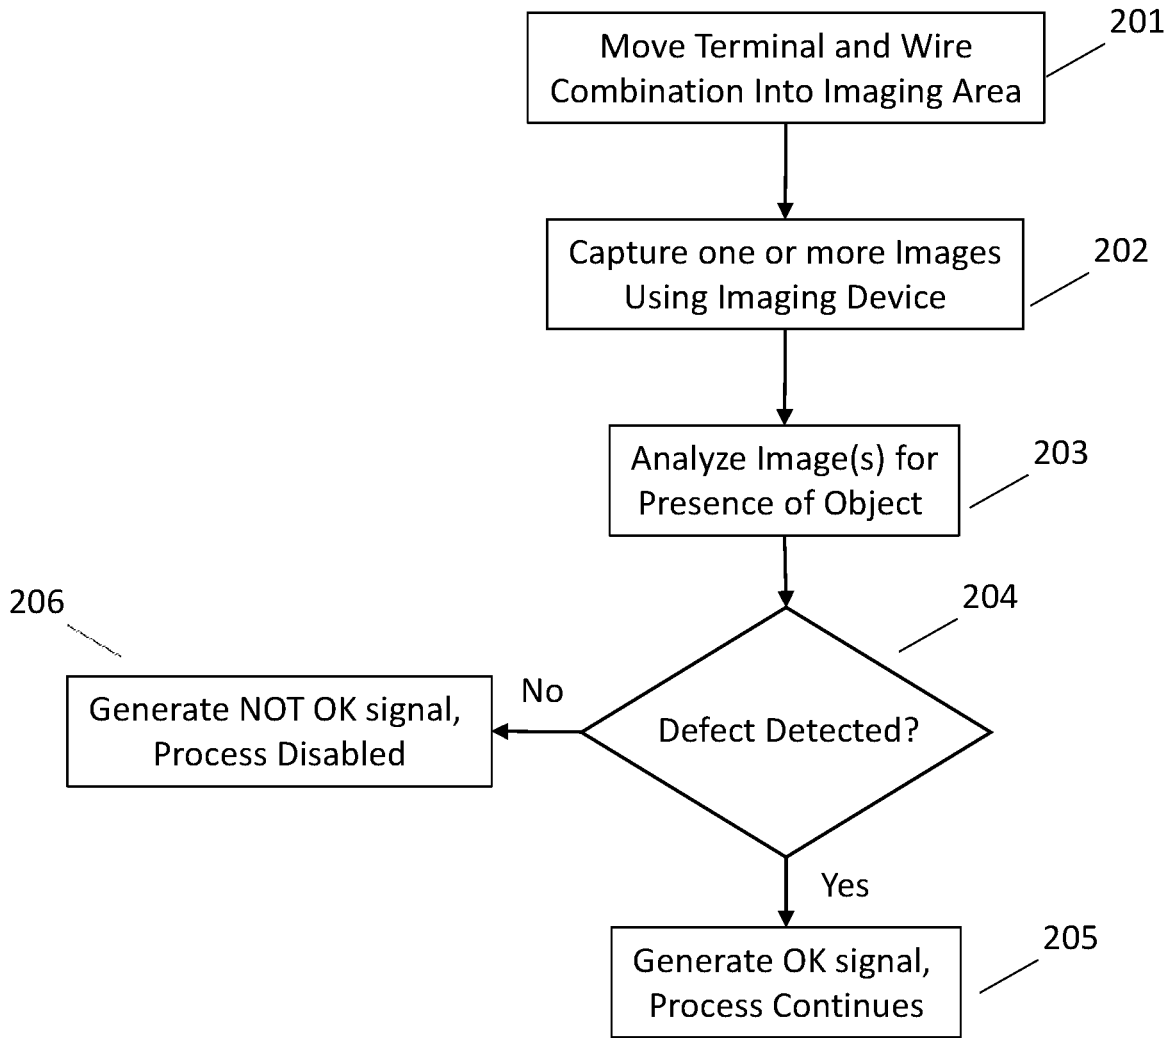 201
Move Terminal and Wire
Combination Into Imaging Area
202
Capture one or more Images
Using Imaging Device
203
Analyze Image(s) for
Presence of Object
204
Defect Detected?
No
206
Generate NOT OK signal,
Process Disabled
Yes
205
Generate OK signal,
Process Continues